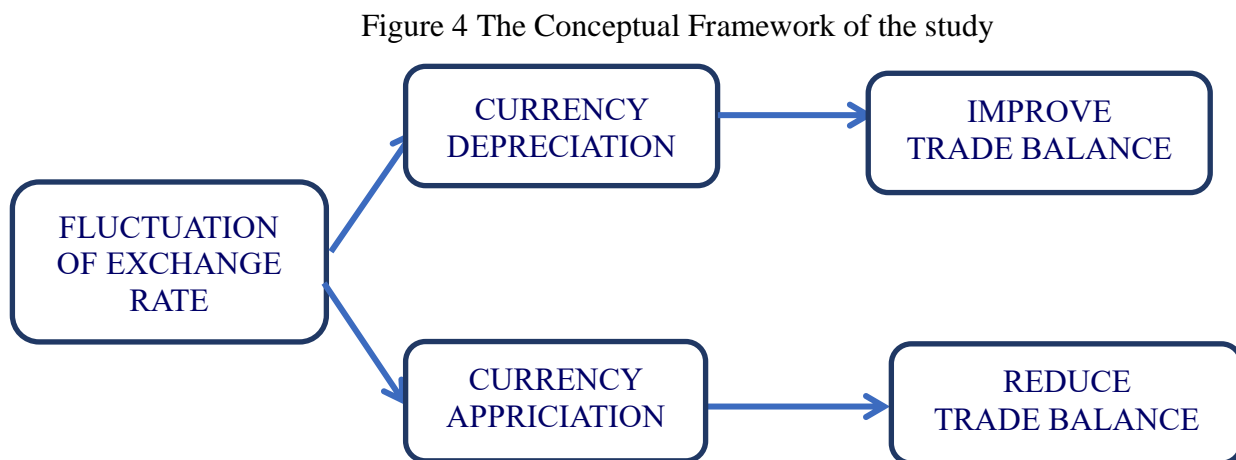 Figure 4 The Conceptual Framework of the study
CURRENCY
DEPRECIATION
IMPROVE
TRADE BALANCE
FLUCTUATION
OF EXCHANGE
RATE
CURRENCY
APPRICIATION
REDUCE
TRADE BALANCE